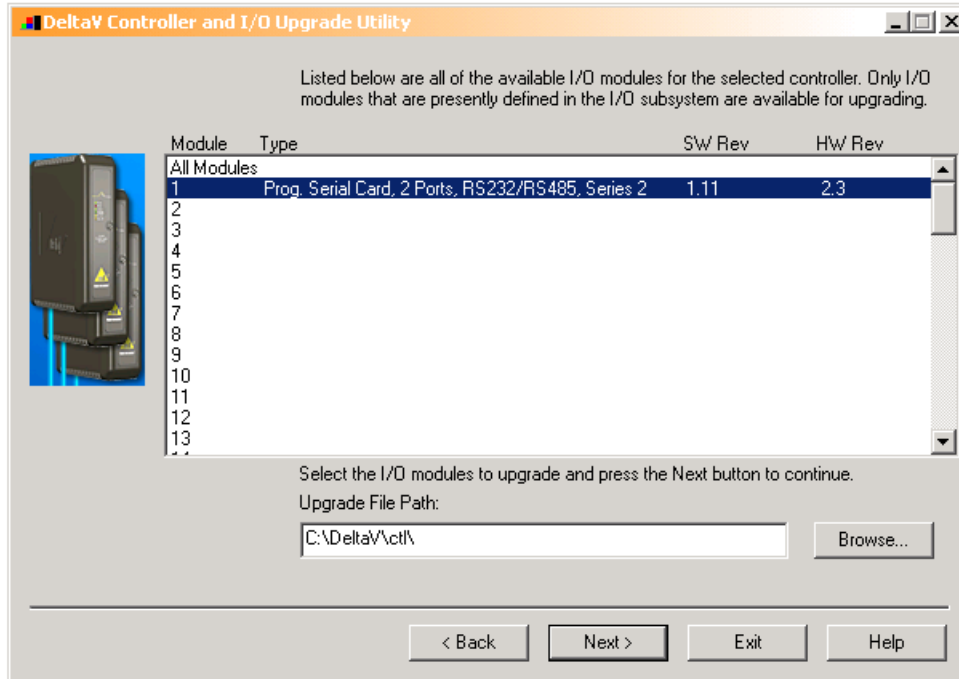 DeltaV Controller and I/O Upgrade Utility
Listed below are all of the available I/O modules for the selected controller. Only I/O
modules that are presently defined in the I/O subsystem are available for upgrading.
Module Type SW Rev HW Rev
All Modules
1 Prog. Serial Card, 2 Ports, RS232/RS485, Series 2 1.11 2.3
2
3
4
5
6
7
8
9
10
11
12
13
Select the I/O modules to upgrade and press the Next button to continue.
Upgrade File Path:
C:\DeltaV\ctl\
Browse...
< Back Next > Exit Help